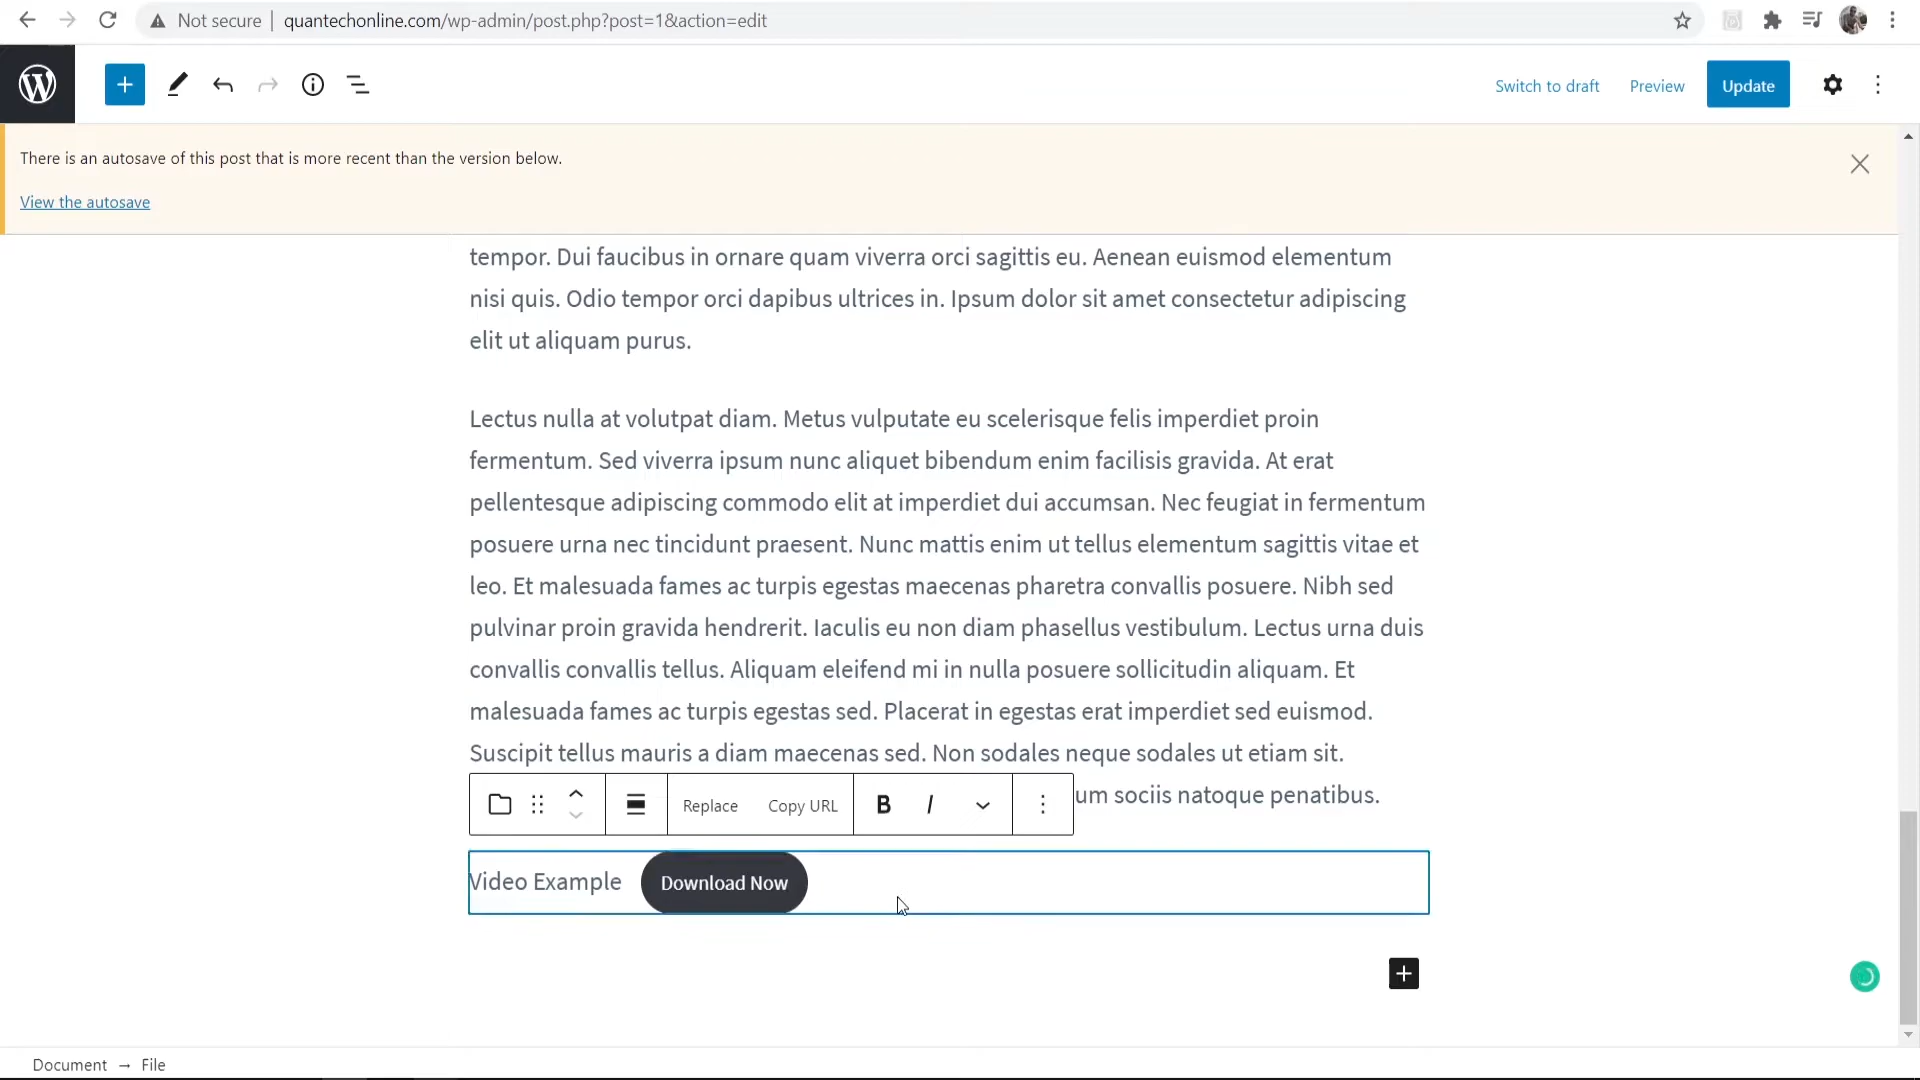 Not secure | quantechonline.com/wp-admin/post.php?post=1&action=edit
Switch to draft
Preview
Update
There is an autosave of this post that is more recent than the version below.
View the autosave
tempor. Dui faucibus in ornare quam viverra orci sagittis eu. Aenean euismod elementum
nisi quis. Odio tempor orci dapibus ultrices in. Ipsum dolor sit amet consectetur adipiscing
elit ut aliquam purus.
Lectus nulla at volutpat diam. Metus vulputate eu scelerisque felis imperdiet proin
fermentum. Sed viverra ipsum nunc aliquet bibendum enim facilisis gravida. At erat
pellentesque adipiscing commodo elit at imperdiet dui accumsan. Nec feugiat in fermentum
posuere urna nec tincidunt praesent. Nunc mattis enim ut tellus elementum sagittis vitae et
leo. Et malesuada fames ac turpis egestas maecenas pharetra convallis posuere. Nibh sed
pulvinar proin gravida hendrerit. Iaculis eu non diam phasellus vestibulum. Lectus urna duis
convallis convallis tellus. Aliquam eleifend mi in nulla posuere sollicitudin aliquam. Et
malesuada fames ac turpis egestas sed. Placerat in egestas erat imperdiet sed euismod.
Suscipit tellus mauris a diam maecenas sed. Non sodales neque sodales ut etiam sit.
um sociis natoque penatibus.
Replace
Copy URL
B
I
Video Example
Download Now
Document → File